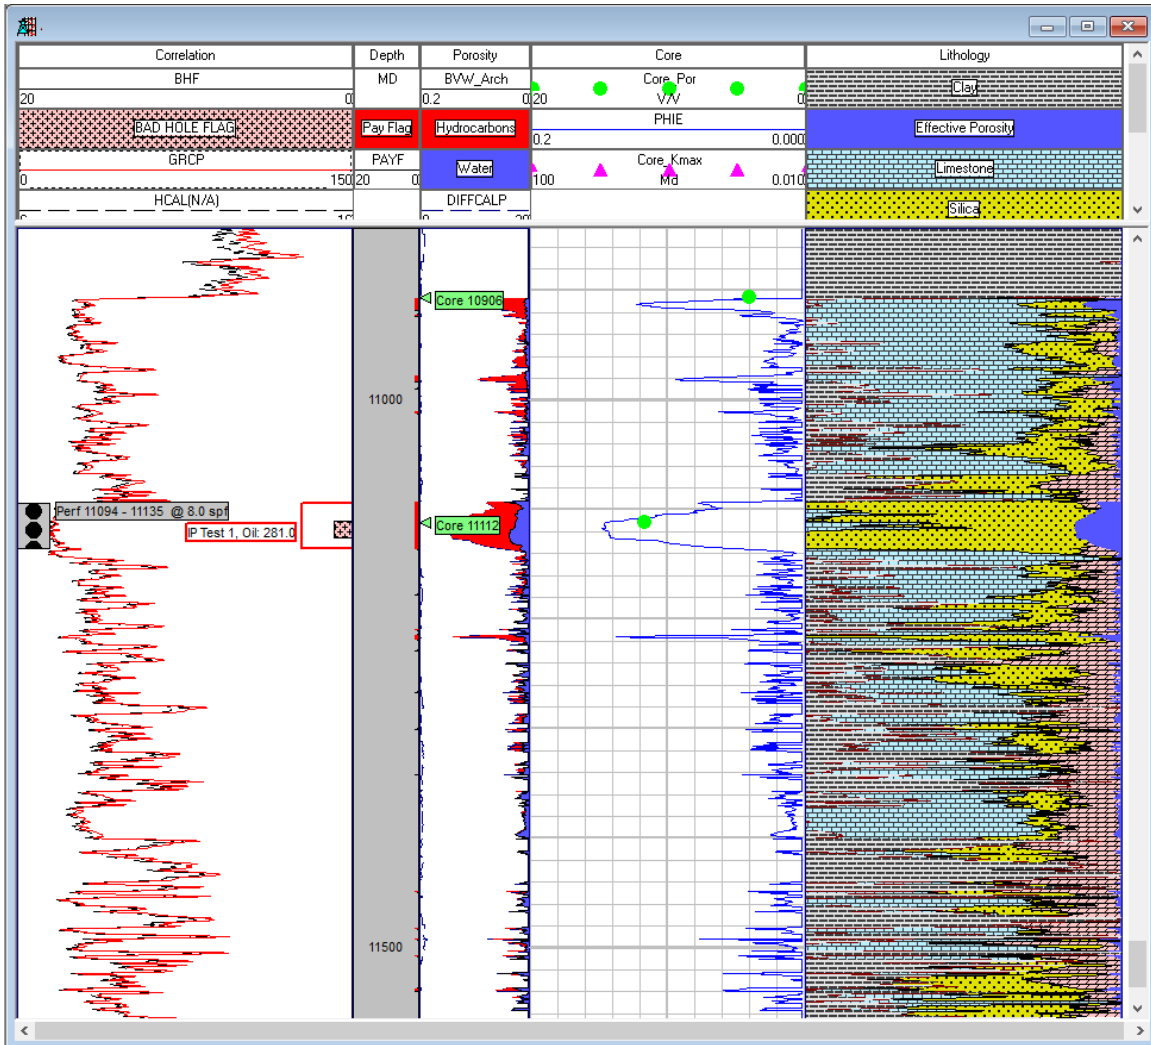 Correlation Depth Porosity Core Lithology
BHF MD BVW_Arch Core_Por Clay
20 0 0.2 0 20 V/V 0
BAD HOLE FLAG Pay Flag Hydrocarbons PHIE Effective Porosity
0.2 0.000
GRCP PAYF Water Core_Kmax Limestone
0 150 20 0 100 Md 0.010
HCAL(N/A) DIFFCALP Silica
Core 10906
11000
Perf 11094 - 11135 @ 8.0 spf
IP Test 1, Oil: 281.0
Core 11112
11500